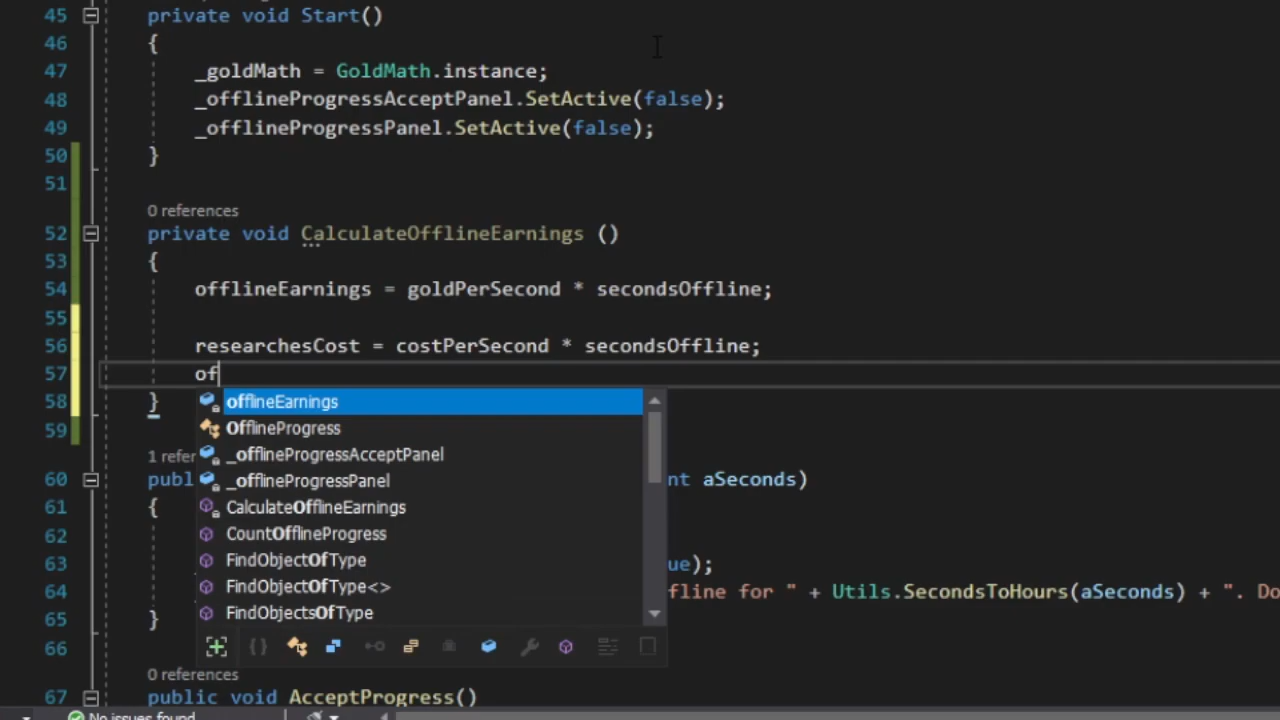 45 private void Start()
46 {
47 _goldMath = GoldMath.instance;
48 _offlineProgressAcceptPanel.SetActive(false);
49 _offlineProgressPanel.SetActive(false);
50 }
51
0 references
52 private void CalculateOfflineEarnings ()
53 {
54 offlineEarnings = goldPerSecond * secondsOffline;
55
56 researchesCost = costPerSecond * secondsOffline;
57 of
58 }
offlineEarnings
OfflineProgress
_offlineProgressAcceptPanel
_offlineProgressPanel
CalculateOfflineEarnings
CountOfflineProgress
FindObjectOfType
FindObjectOfType<>
FindObjectsOfType
59
1 refer
60 publ nt aSeconds)
61 {
62
63 ue);
64 fline for " + Utils.SecondsToHours(aSeconds) + ". Do
65 }
66
0 references
67 public void AcceptProgress()
No issues found